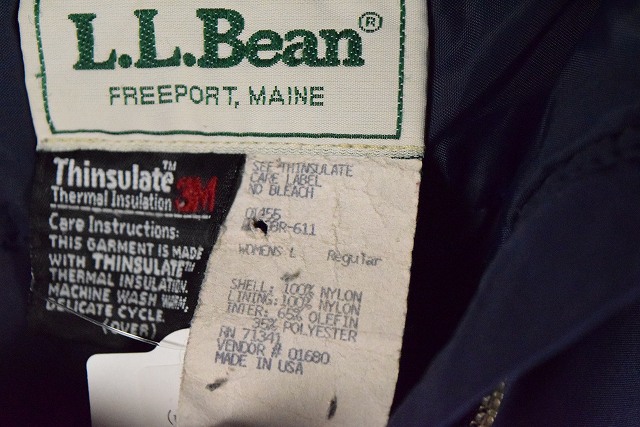 L.L.Bean®
FREEPORT, MAINE
Thinsulate™ 3M
Thermal Insulation
Care Instructions:
THIS GARMENT IS MADE
WITH THINSULATE™
THERMAL INSULATION.
MACHINE WASH WARM,
DELICATE CYCLE.
(OVER)
SEE THINSULATE
CARE LABEL
NO BLEACH
01455
BR-611
WOMENS L Regular
SHELL: 100% NYLON
LINING: 100% NYLON
INTER: 65% OLEFIN
35% POLYESTER
RN 71341
VENDOR # 01680
MADE IN USA